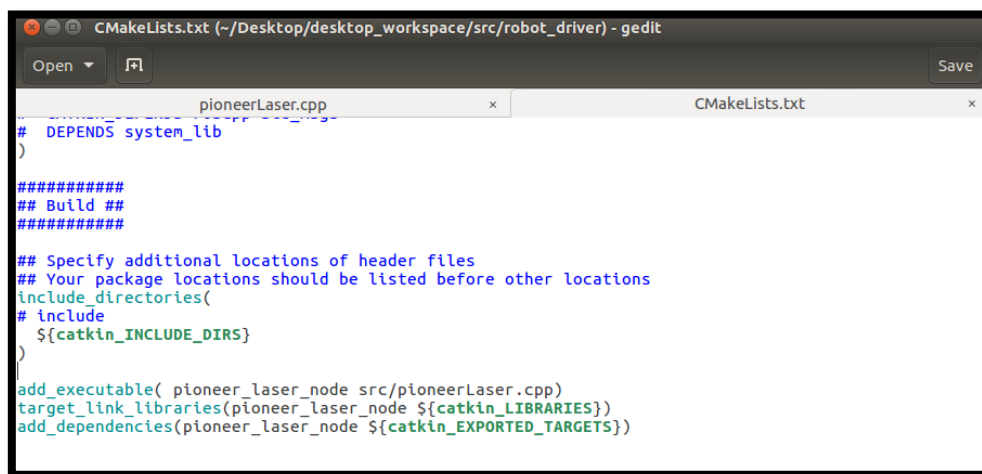 CMakeLists.txt (~/Desktop/desktop_workspace/src/robot_driver) - gedit
Open Save
pioneerLaser.cpp × CMakeLists.txt ×
# DEPENDS system_lib
)
###########
## Build ##
###########
## Specify additional locations of header files
## Your package locations should be listed before other locations
include_directories(
# include
${catkin_INCLUDE_DIRS}
)
add_executable( pioneer_laser_node src/pioneerLaser.cpp)
target_link_libraries(pioneer_laser_node ${catkin_LIBRARIES})
add_dependencies(pioneer_laser_node ${catkin_EXPORTED_TARGETS})